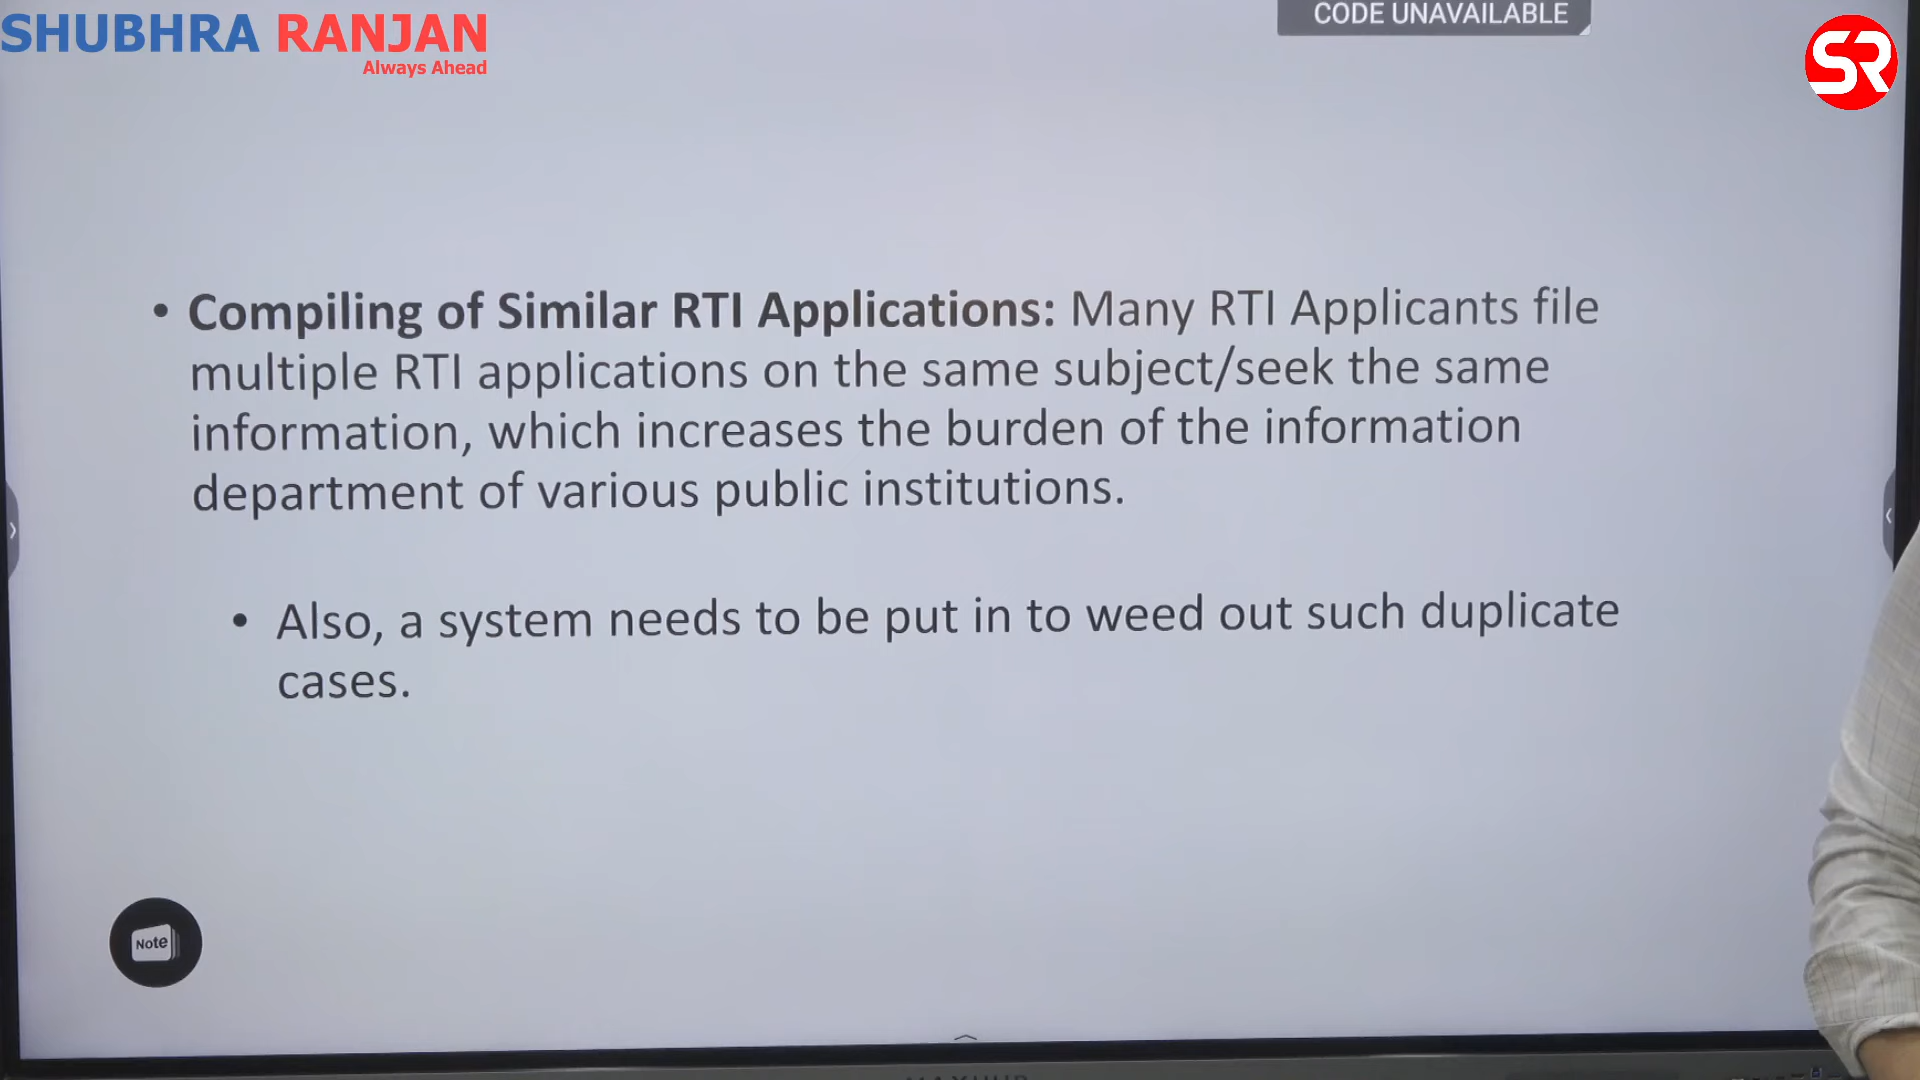 SHUBHRA RANJAN
Always Ahead
CODE UNAVAILABLE
SR
• Compiling of Similar RTI Applications: Many RTI Applicants file
multiple RTI applications on the same subject/seek the same
information, which increases the burden of the information
department of various public institutions.
• Also, a system needs to be put in to weed out such duplicate
cases.
Note